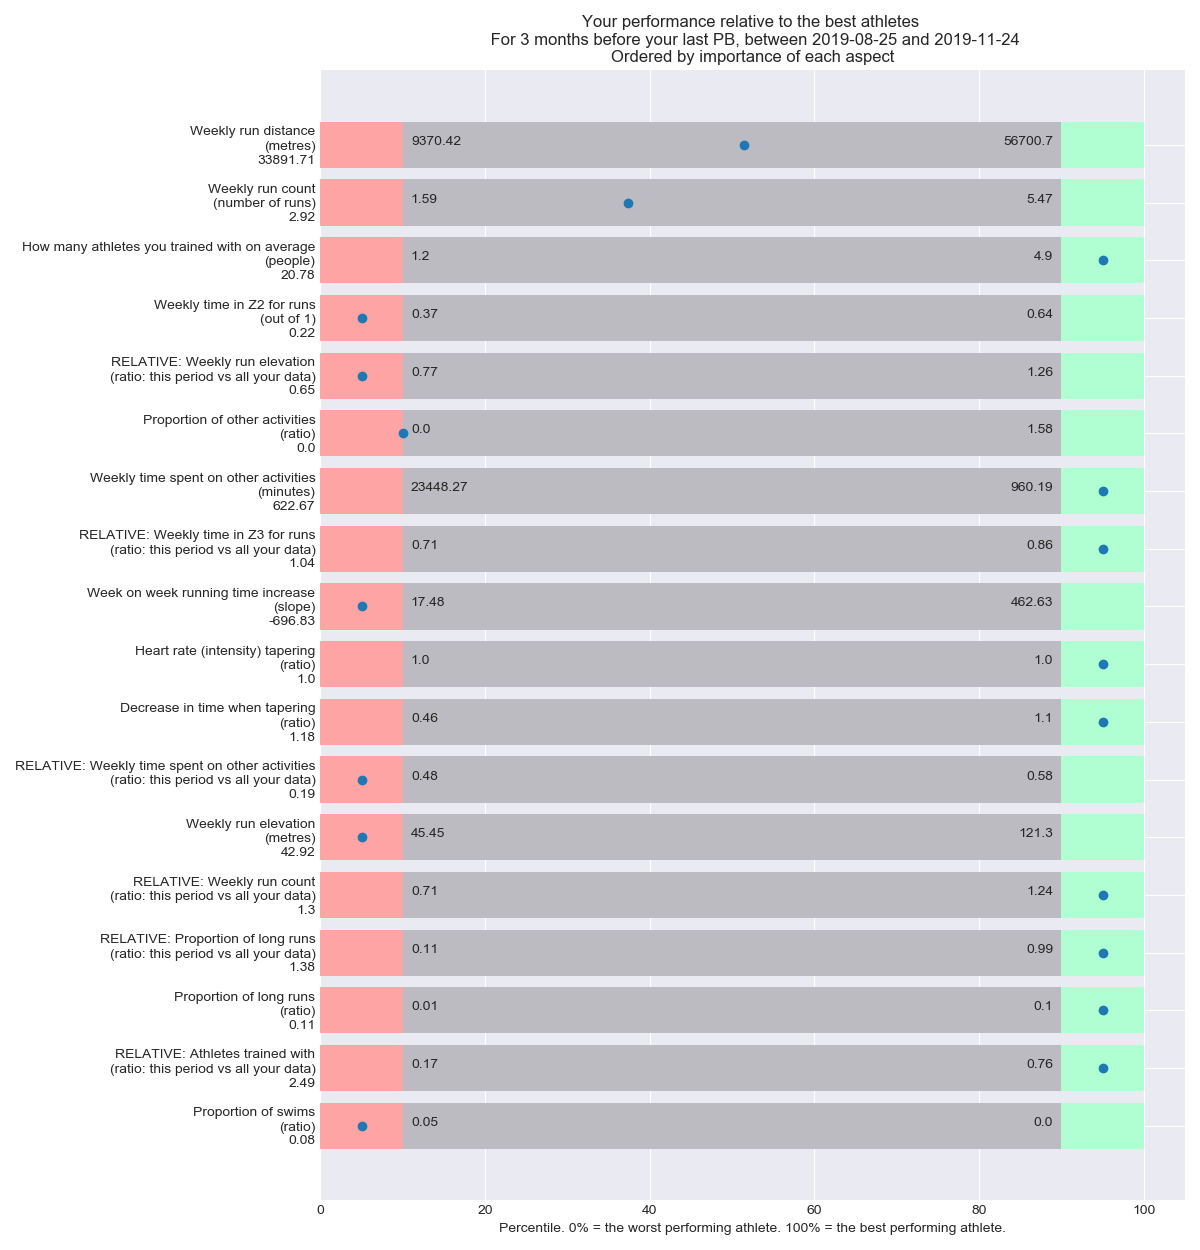 Your performance relative to the best athletes
For 3 months before your last PB, between 2019-08-25 and 2019-11-24
Ordered by importance of each aspect
Weekly run distance
(metres)
33891.71
9370.42
56700.7
Weekly run count
(number of runs)
2.92
1.59
5.47
How many athletes you trained with on average
(people)
20.78
1.2
4.9
Weekly time in Z2 for runs
(out of 1)
0.22
0.37
0.64
RELATIVE: Weekly run elevation
(ratio: this period vs all your data)
0.65
0.77
1.26
Proportion of other activities
(ratio)
0.0
0.0
1.58
Weekly time spent on other activities
(minutes)
622.67
23448.27
960.19
RELATIVE: Weekly time in Z3 for runs
(ratio: this period vs all your data)
1.04
0.71
0.86
Week on week running time increase
(slope)
-696.83
17.48
462.63
Heart rate (intensity) tapering
(ratio)
1.0
1.0
1.0
Decrease in time when tapering
(ratio)
1.18
0.46
1.1
RELATIVE: Weekly time spent on other activities
(ratio: this period vs all your data)
0.19
0.48
0.58
Weekly run elevation
(metres)
42.92
45.45
121.3
RELATIVE: Weekly run count
(ratio: this period vs all your data)
1.3
0.71
1.24
RELATIVE: Proportion of long runs
(ratio: this period vs all your data)
1.38
0.11
0.99
Proportion of long runs
(ratio)
0.11
0.01
0.1
RELATIVE: Athletes trained with
(ratio: this period vs all your data)
2.49
0.17
0.76
Proportion of swims
(ratio)
0.08
0.05
0.0
0 20 40 60 80 100
Percentile. 0% = the worst performing athlete. 100% = the best performing athlete.